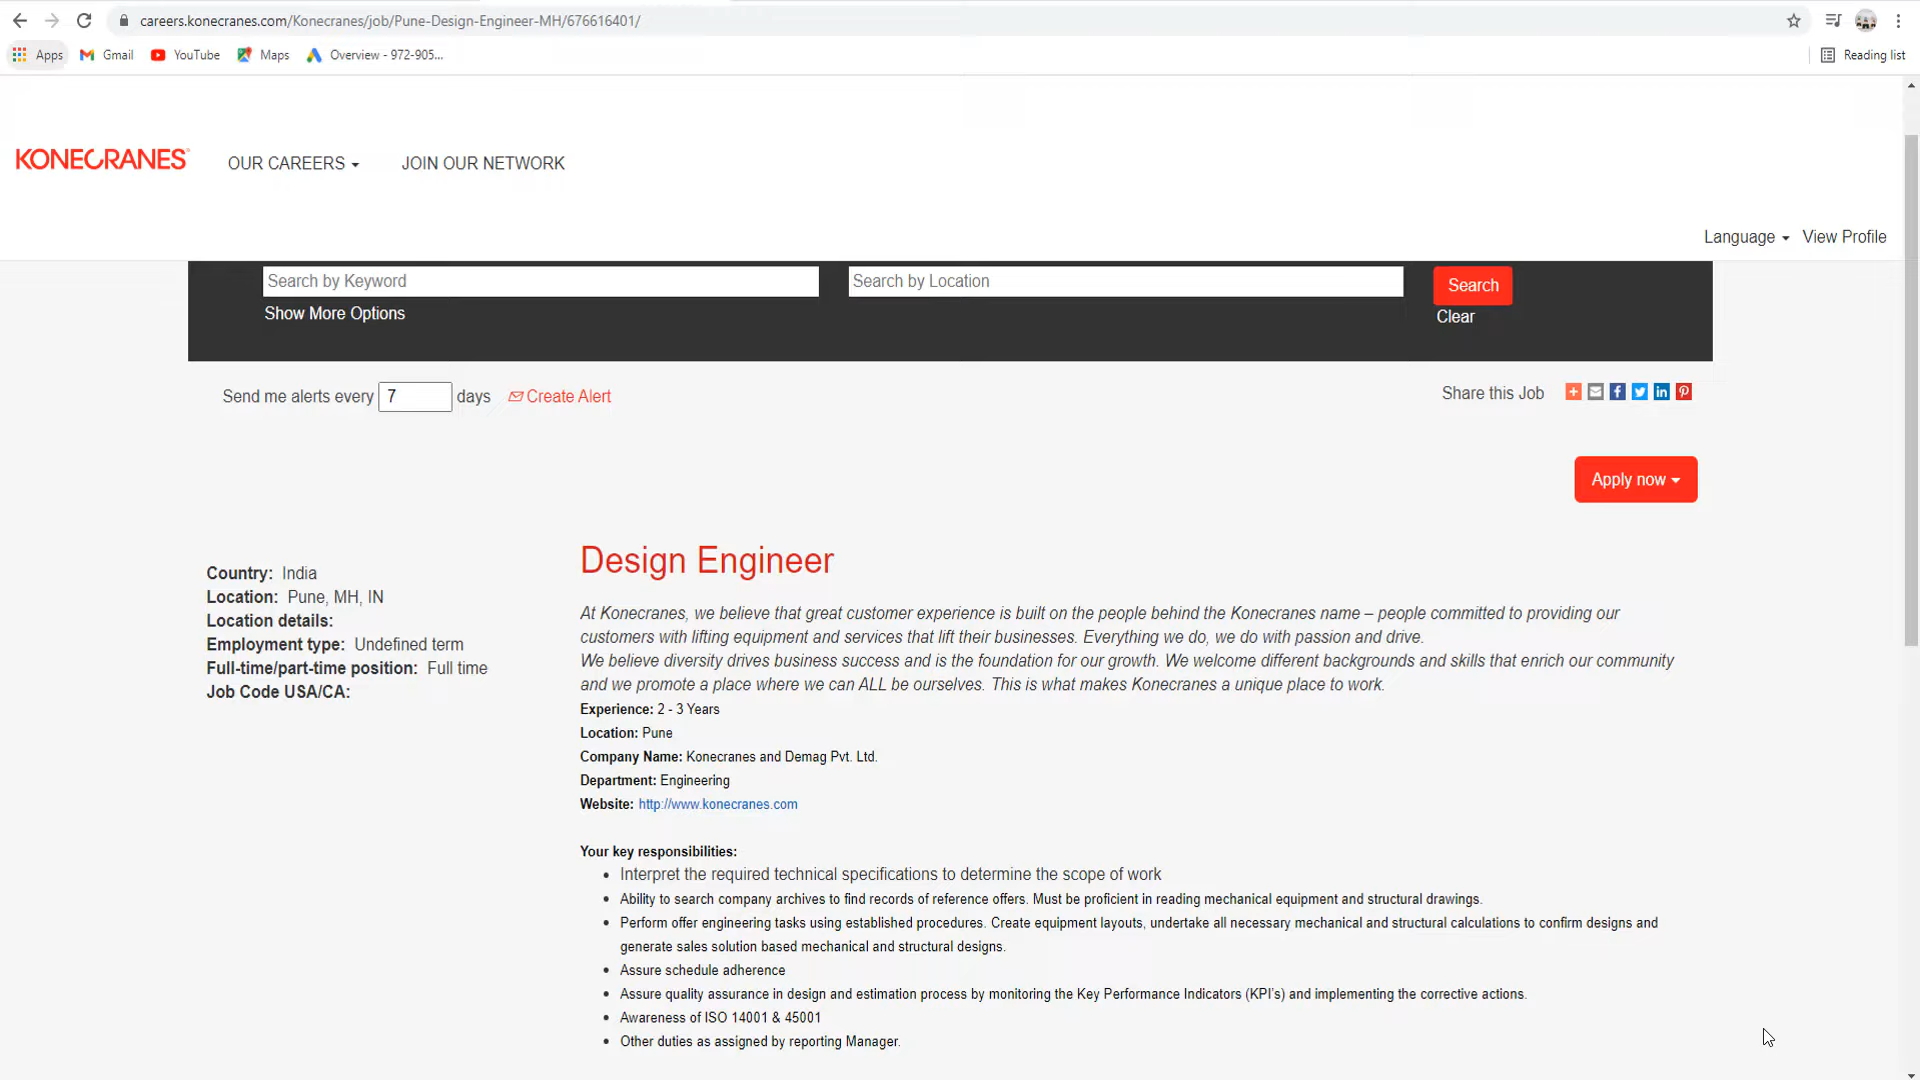 careers.konecranes.com/Konecranes/job/Pune-Design-Engineer-MH/676616401/
Apps Gmail YouTube Maps Overview - 972-905... Reading list
KONECRANES® OUR CAREERS JOIN OUR NETWORK
Language View Profile
Search by Keyword Search by Location Search
Show More Options Clear
Send me alerts every 7 days Create Alert Share this Job
Apply now
Design Engineer
Country: India
Location: Pune, MH, IN
Location details:
Employment type: Undefined term
Full-time/part-time position: Full time
Job Code USA/CA:
At Konecranes, we believe that great customer experience is built on the people behind the Konecranes name – people committed to providing our
customers with lifting equipment and services that lift their businesses. Everything we do, we do with passion and drive.
We believe diversity drives business success and is the foundation for our growth. We welcome different backgrounds and skills that enrich our community
and we promote a place where we can ALL be ourselves. This is what makes Konecranes a unique place to work.
Experience: 2 - 3 Years
Location: Pune
Company Name: Konecranes and Demag Pvt. Ltd.
Department: Engineering
Website: http://www.konecranes.com
Your key responsibilities:
• Interpret the required technical specifications to determine the scope of work
• Ability to search company archives to find records of reference offers. Must be proficient in reading mechanical equipment and structural drawings.
• Perform offer engineering tasks using established procedures. Create equipment layouts, undertake all necessary mechanical and structural calculations to confirm designs and
generate sales solution based mechanical and structural designs.
• Assure schedule adherence
• Assure quality assurance in design and estimation process by monitoring the Key Performance Indicators (KPI's) and implementing the corrective actions.
• Awareness of ISO 14001 & 45001
• Other duties as assigned by reporting Manager.